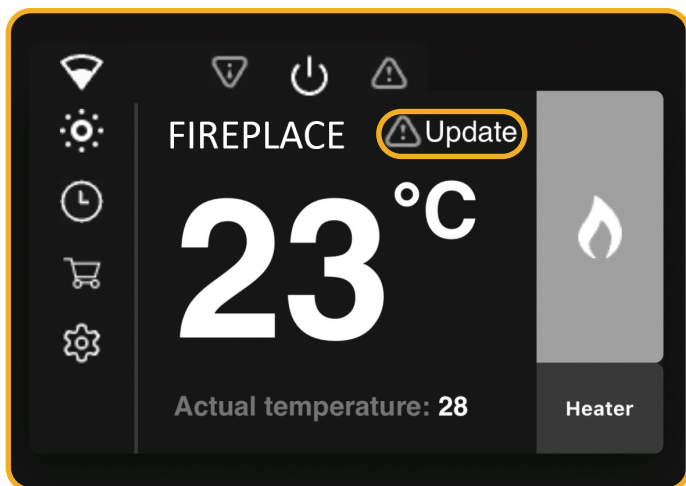 FIREPLACE
Update
23 °C
Actual temperature: 28
Heater